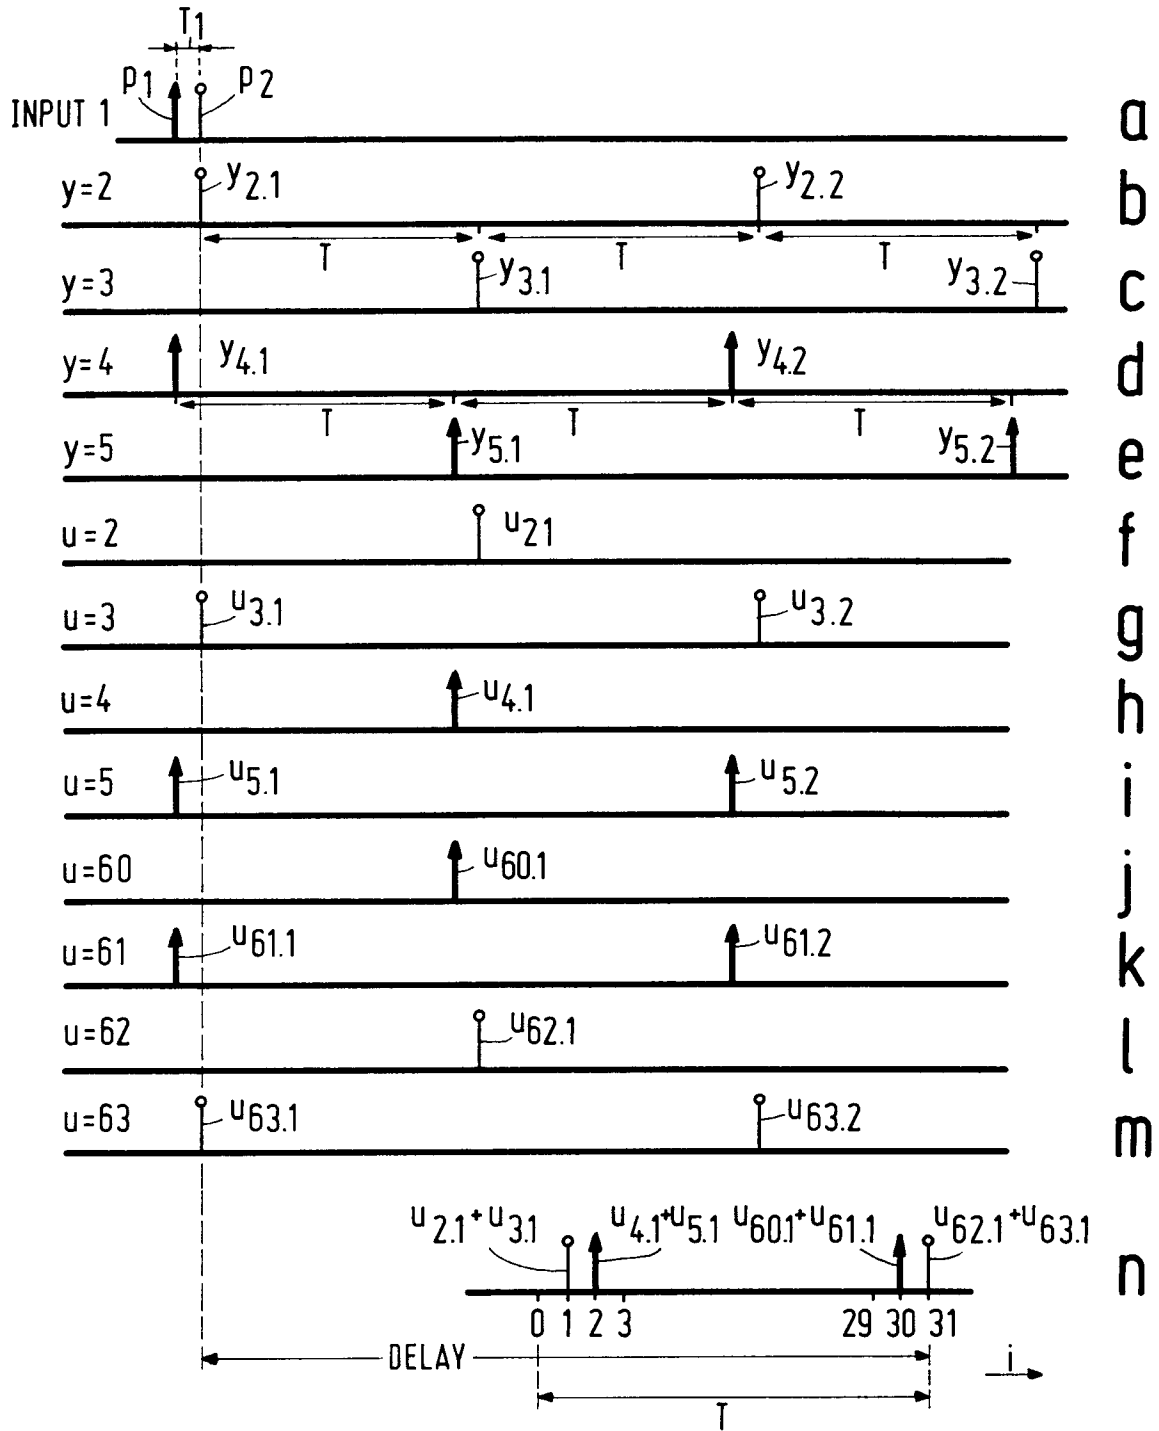 T1
p1 p2
INPUT 1 a
y=2 y2.1 y2.2 b
T T T
y=3 y3.1 y3.2 c
y=4 y4.1 y4.2 d
T T T
y=5 y5.1 y5.2 e
u=2 u21 f
u=3 u3.1 u3.2 g
u=4 u4.1 h
u=5 u5.1 u5.2 i
u=60 u60.1 j
u=61 u61.1 u61.2 k
u=62 u62.1 l
u=63 u63.1 u63.2 m
u2.1+u3.1 u4.1+u5.1 u60.1+u61.1 u62.1+u63.1 n
0 1 2 3 29 30 31
DELAY i
T